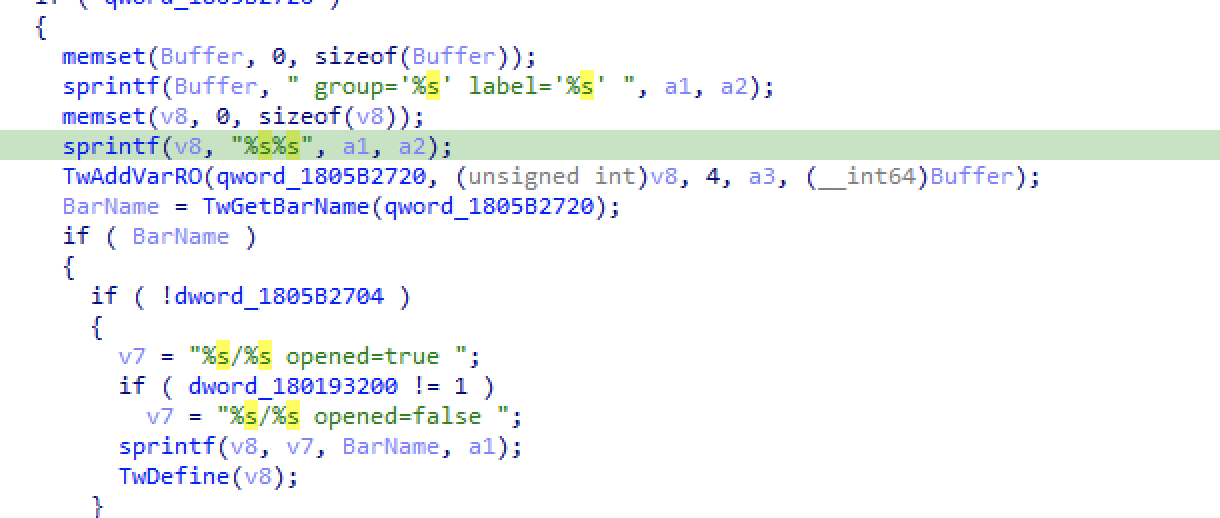 if ( qword_1805B2720 )
{
memset(Buffer, 0, sizeof(Buffer));
sprintf(Buffer, " group='%s' label='%s' ", a1, a2);
memset(v8, 0, sizeof(v8));
sprintf(v8, "%s%s", a1, a2);
TwAddVarRO(qword_1805B2720, (unsigned int)v8, 4, a3, (__int64)Buffer);
BarName = TwGetBarName(qword_1805B2720);
if ( BarName )
{
if ( !dword_1805B2704 )
{
v7 = "%s/%s opened=true ";
if ( dword_180193200 != 1 )
v7 = "%s/%s opened=false ";
sprintf(v8, v7, BarName, a1);
TwDefine(v8);
}